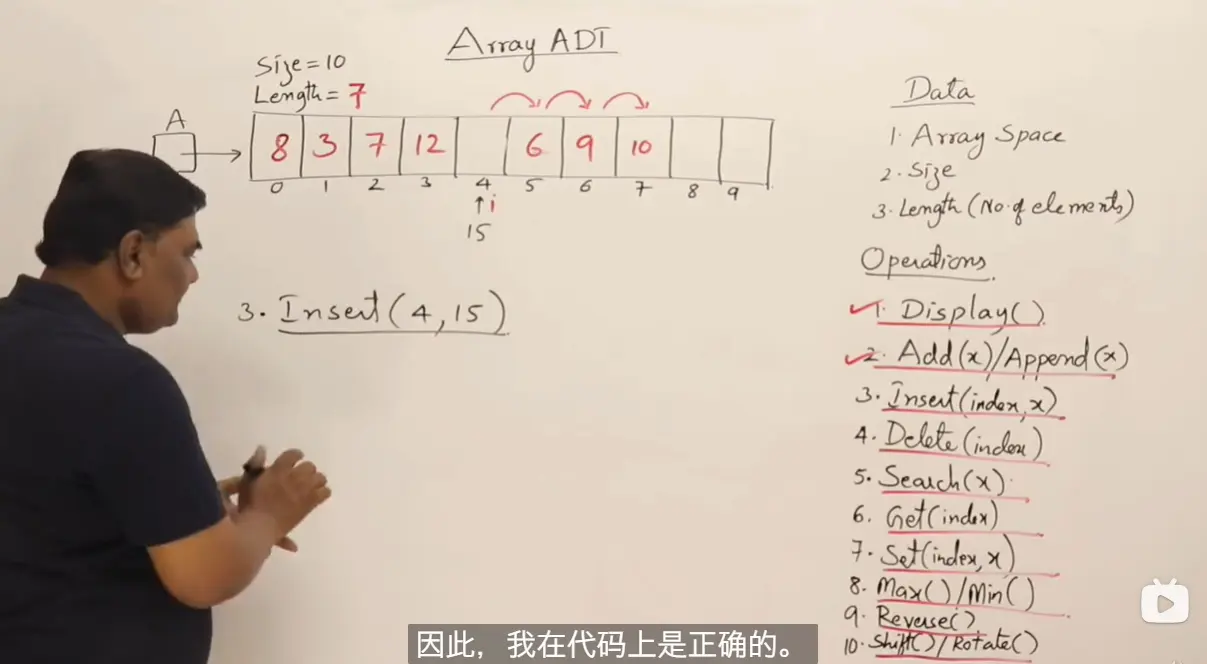 Array ADT
Size = 10
Length = 7
A
8 3 7 12 6 9 10
0 1 2 3 4 5 6 7 8 9
↑i
15
3. Insert(4,15)
Data
1. Array Space
2. Size
3. Length (No. of elements)
Operations
1. Display()
2. Add(x)/Append(x)
3. Insert(index, x)
4. Delete(index)
5. Search(x)
6. Get(index)
7. Set(index, x)
8. Max()/Min()
9. Reverse()
10. Shift()/Rotate()
因此，我在代码上是正确的。